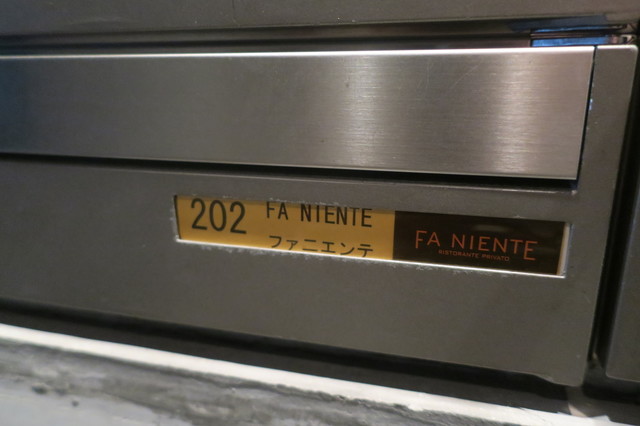 202
FA NIENTE
ファニエンテ
FA NIENTE
RISTORANTE PRIVATO